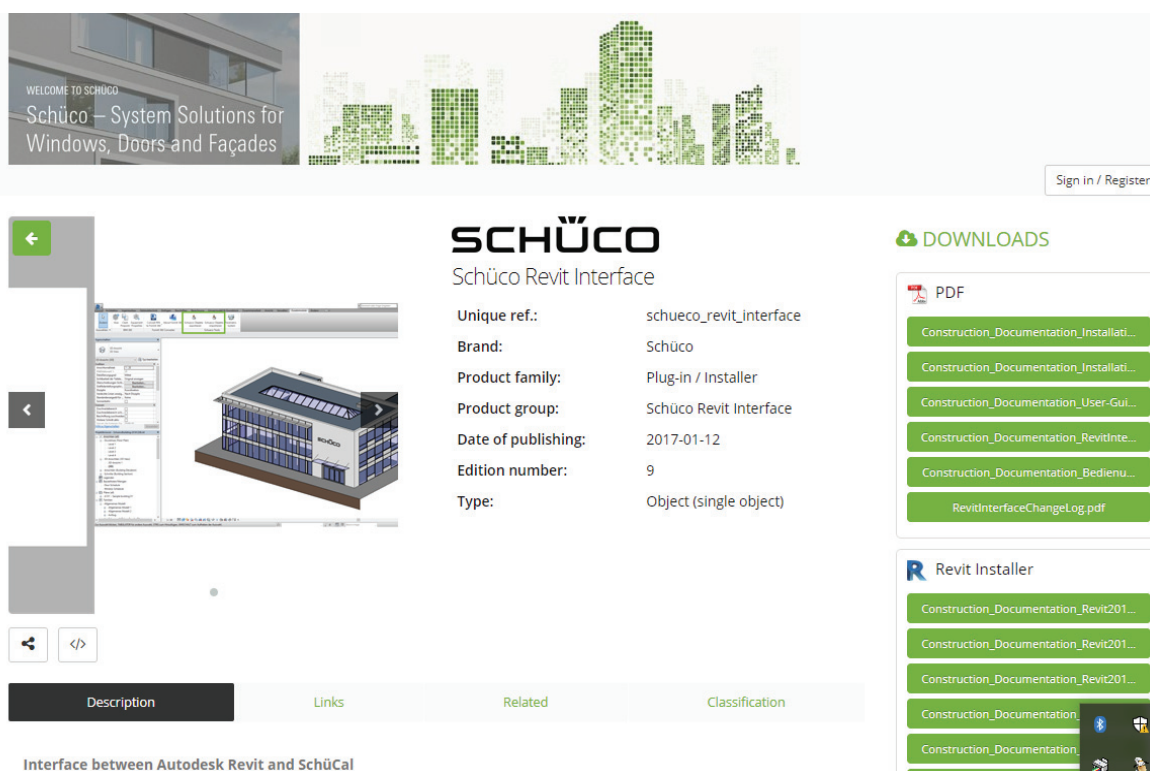 WELCOME TO SCHÜCO
Schüco – System Solutions for
Windows, Doors and Façades
Sign in / Register
SCHÜCO
Schüco Revit Interface
Unique ref.: schueco_revit_interface
Brand: Schüco
Product family: Plug-in / Installer
Product group: Schüco Revit Interface
Date of publishing: 2017-01-12
Edition number: 9
Type: Object (single object)
SCHÜCO
DOWNLOADS
PDF
Construction_Documentation_Installati...
Construction_Documentation_Installati...
Construction_Documentation_User-Gui...
Construction_Documentation_RevitInte...
Construction_Documentation_Bedienu...
RevitInterfaceChangeLog.pdf
Revit Installer
Construction_Documentation_Revit201...
Construction_Documentation_Revit201...
Construction_Documentation_Revit201...
Construction_Documentation_
Construction_Documentation_
Description
Links
Related
Classification
Interface between Autodesk Revit and SchüCal